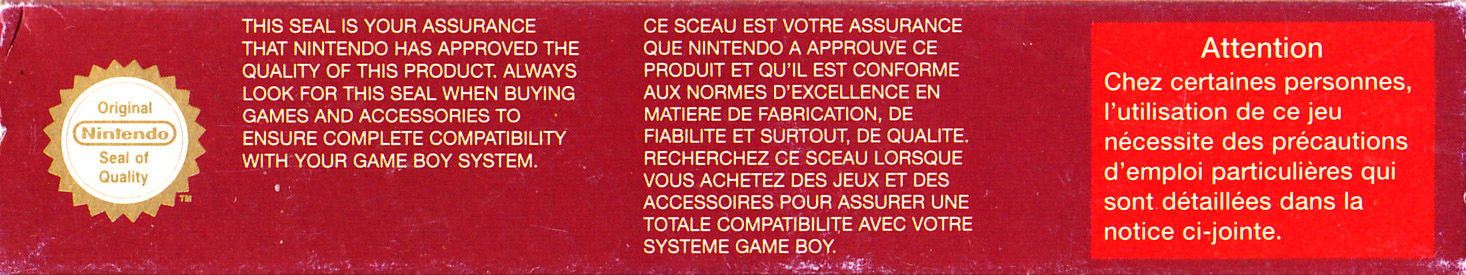 Original
Nintendo
Seal of
Quality
TM
THIS SEAL IS YOUR ASSURANCE
THAT NINTENDO HAS APPROVED THE
QUALITY OF THIS PRODUCT. ALWAYS
LOOK FOR THIS SEAL WHEN BUYING
GAMES AND ACCESSORIES TO
ENSURE COMPLETE COMPATIBILITY
WITH YOUR GAME BOY SYSTEM.
CE SCEAU EST VOTRE ASSURANCE
QUE NINTENDO A APPROUVE CE
PRODUIT ET QU'IL EST CONFORME
AUX NORMES D'EXCELLENCE EN
MATIERE DE FABRICATION, DE
FIABILITE ET SURTOUT, DE QUALITE.
RECHERCHEZ CE SCEAU LORSQUE
VOUS ACHETEZ DES JEUX ET DES
ACCESSOIRES POUR ASSURER UNE
TOTALE COMPATIBILITE AVEC VOTRE
SYSTEME GAME BOY.
Attention
Chez certaines personnes,
l'utilisation de ce jeu
nécessite des précautions
d'emploi particulières qui
sont détaillées dans la
notice ci-jointe.